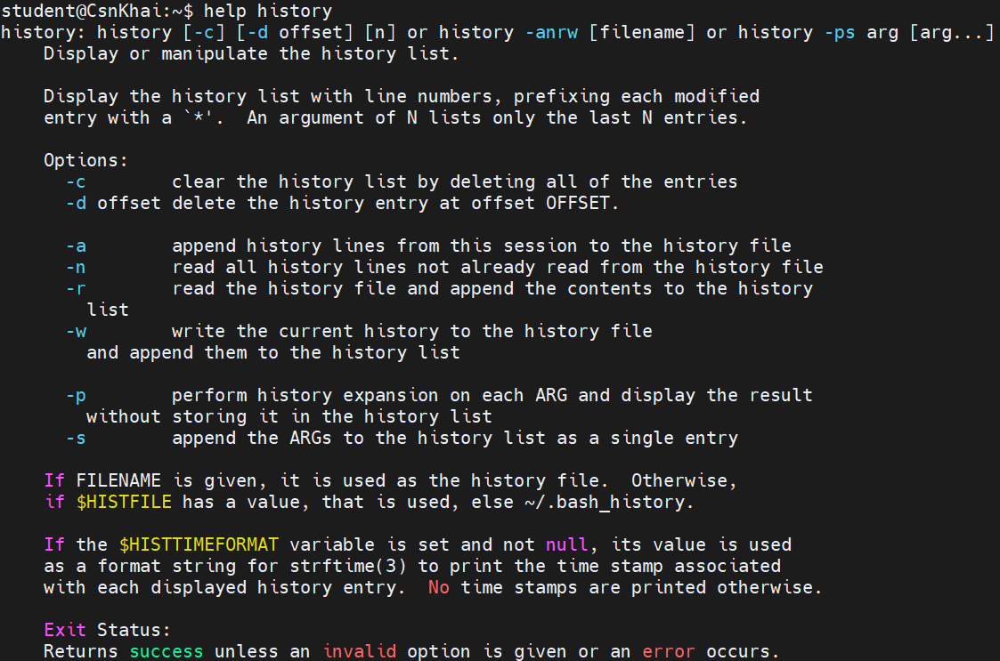 student@CsnKhai:~$ help history
history: history [-c] [-d offset] [n] or history -anrw [filename] or history -ps arg [arg...]
    Display or manipulate the history list.

    Display the history list with line numbers, prefixing each modified
    entry with a `*'.  An argument of N lists only the last N entries.

    Options:
      -c        clear the history list by deleting all of the entries
      -d offset delete the history entry at offset OFFSET.

      -a        append history lines from this session to the history file
      -n        read all history lines not already read from the history file
      -r        read the history file and append the contents to the history
        list
      -w        write the current history to the history file
        and append them to the history list

      -p        perform history expansion on each ARG and display the result
        without storing it in the history list
      -s        append the ARGs to the history list as a single entry

    If FILENAME is given, it is used as the history file.  Otherwise,
    if $HISTFILE has a value, that is used, else ~/.bash_history.

    If the $HISTTIMEFORMAT variable is set and not null, its value is used
    as a format string for strftime(3) to print the time stamp associated
    with each displayed history entry.  No time stamps are printed otherwise.

    Exit Status:
    Returns success unless an invalid option is given or an error occurs.